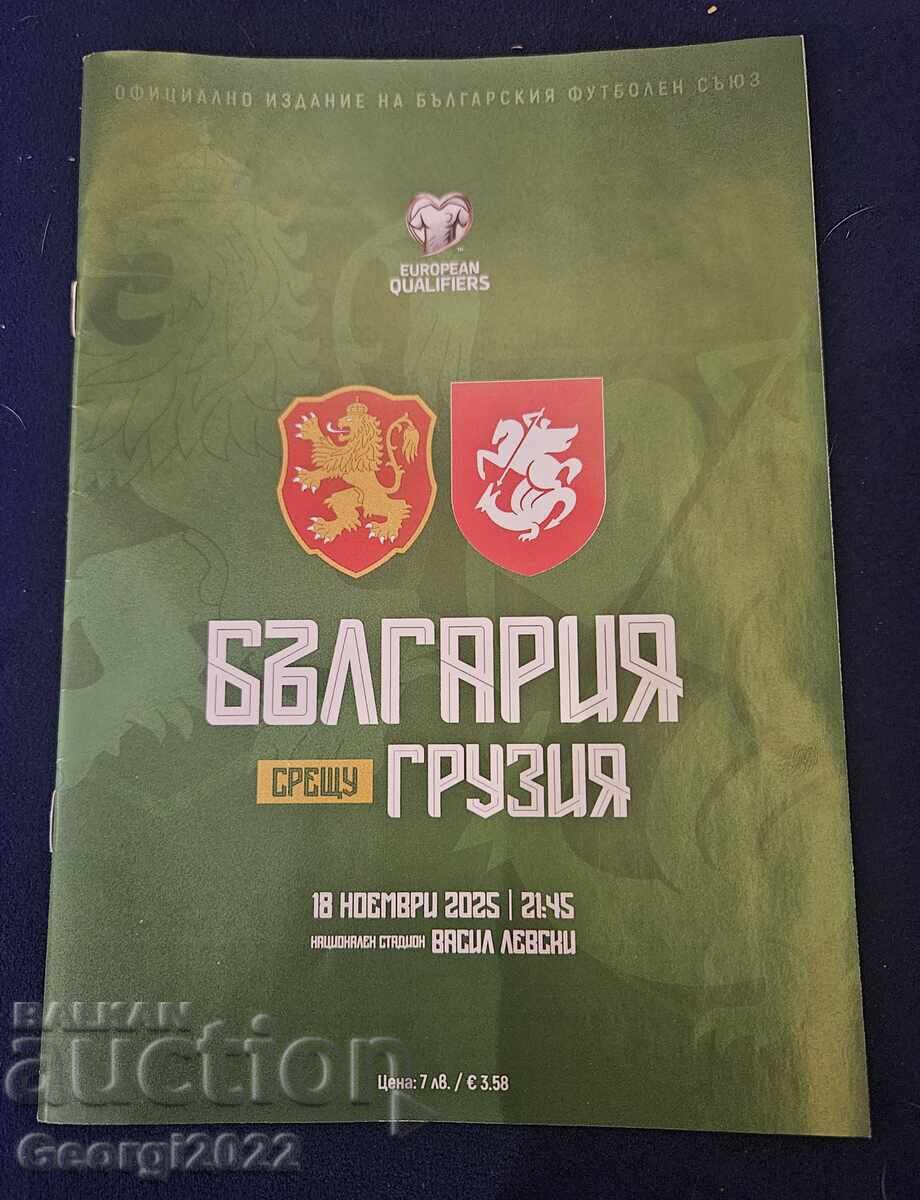 ОФИЦИАЛНО ИЗДАНИЕ НА БЪЛГАРСКИЯ ФУТБОЛЕН СЪЮЗ
EUROPEAN
QUALIFIERS
БЪЛГАРИЯ
СРЕЩУ ГРУЗИЯ
18 НОЕМВРИ 2025 | 21:45
НАЦИОНАЛЕН СТАДИОН ВАСИЛ ЛЕВСКИ
Цена: 7 лв. / € 3.58
BALKAN
auction
Georgi2022